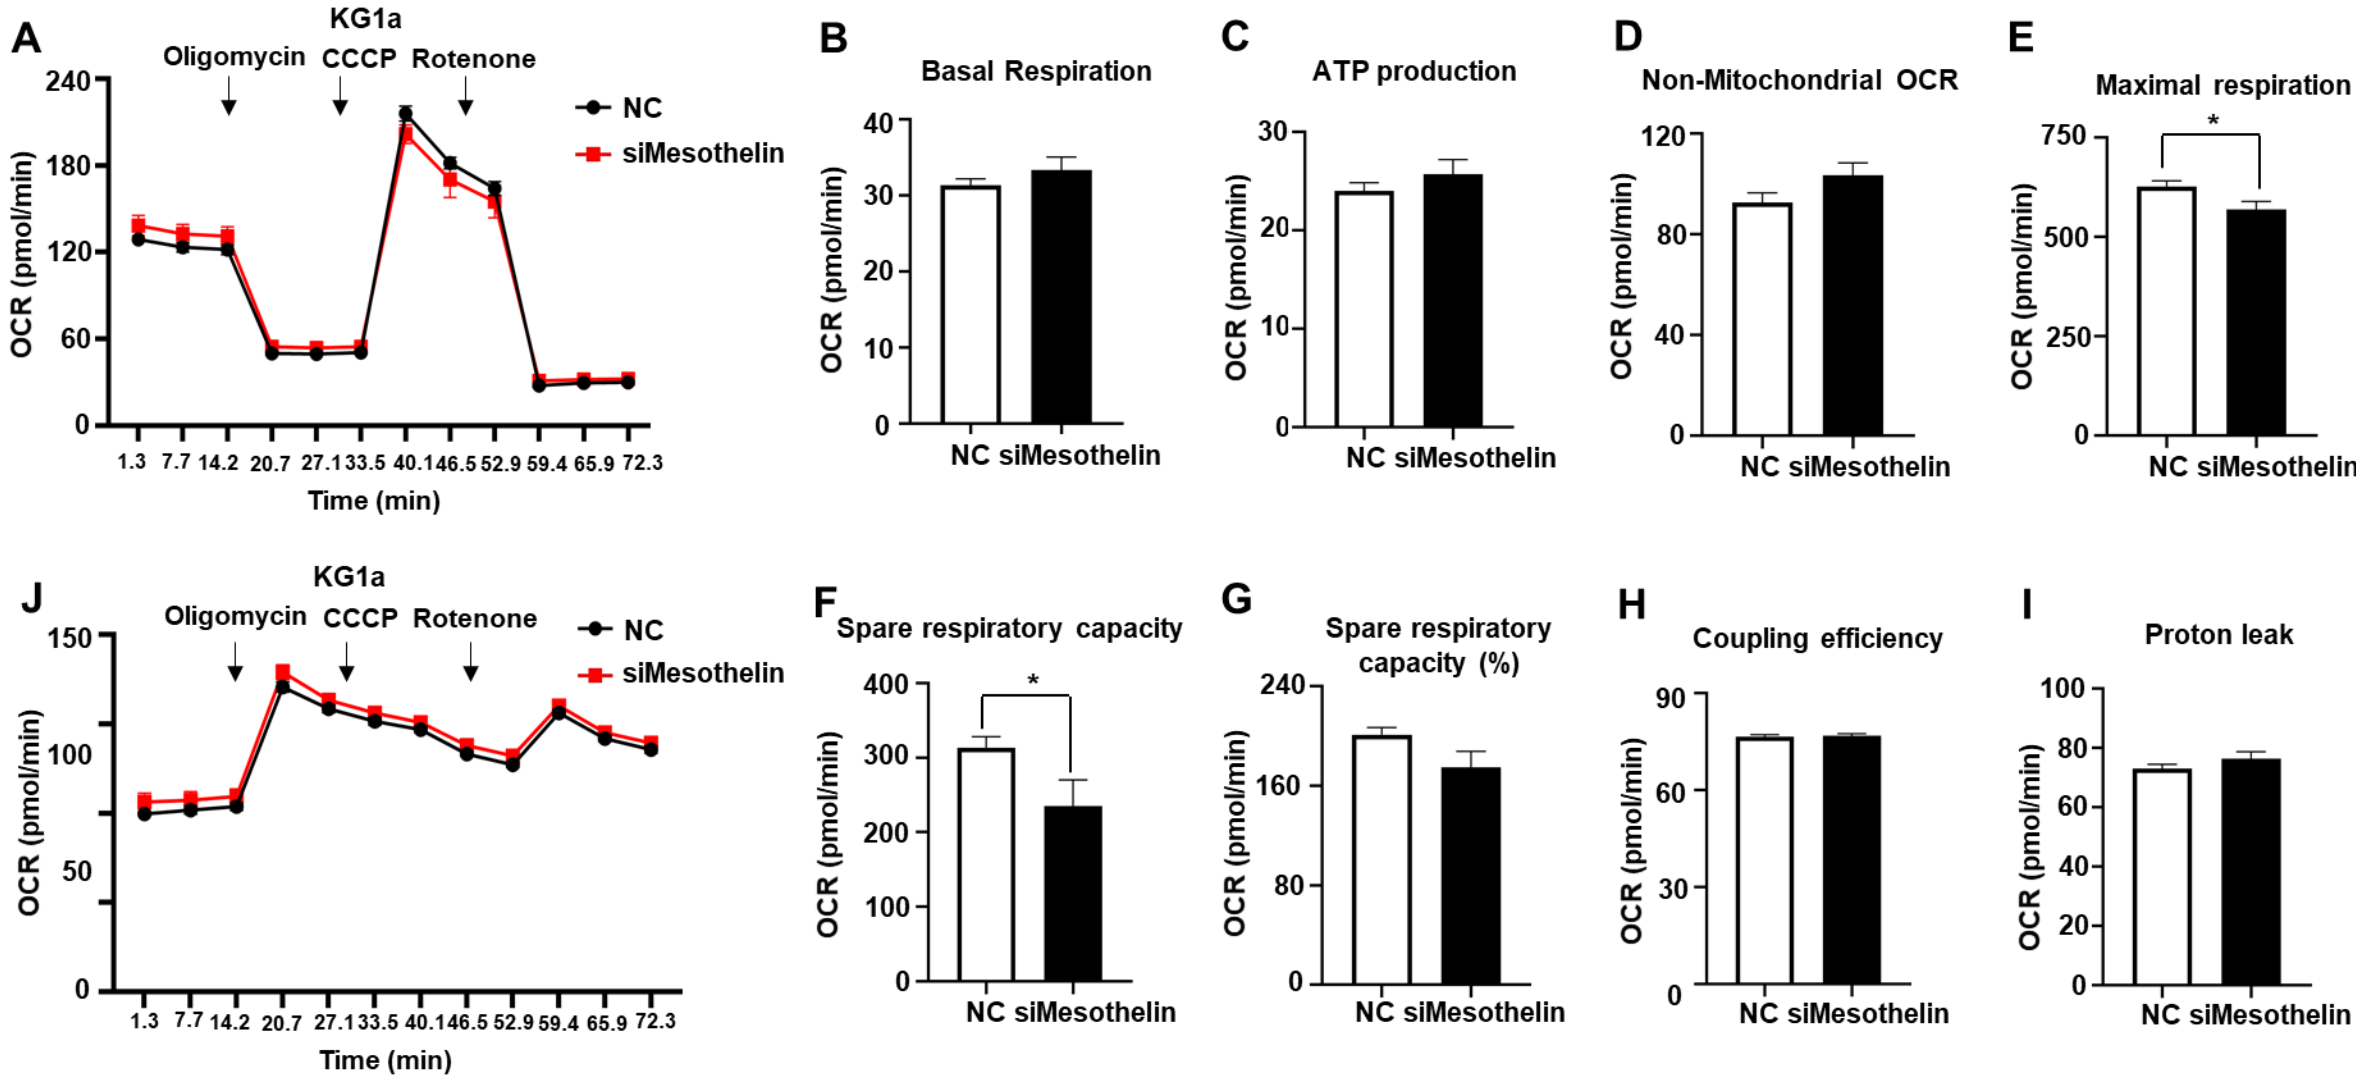 A
KG1a
Oligomycin CCCP Rotenone
NC
siMesothelin
OCR (pmol/min)
240
180
120
60
0
1.3 7.7 14.2 20.7 27.1 33.5 40.1 46.5 52.9 59.4 65.9 72.3
Time (min)
B
Basal Respiration
OCR (pmol/min)
40
30
20
10
0
NC siMesothelin
C
ATP production
OCR (pmol/min)
30
20
10
0
NC siMesothelin
D
Non-Mitochondrial OCR
OCR (pmol/min)
120
80
40
0
NC siMesothelin
E
Maximal respiration
*
OCR (pmol/min)
750
500
250
0
NC siMesothelin
J
KG1a
Oligomycin CCCP Rotenone
NC
siMesothelin
OCR (pmol/min)
150
100
50
0
1.3 7.7 14.2 20.7 27.1 33.5 40.1 46.5 52.9 59.4 65.9 72.3
Time (min)
F
Spare respiratory capacity
*
OCR (pmol/min)
400
300
200
100
0
NC siMesothelin
G
Spare respiratory
capacity (%)
OCR (pmol/min)
240
160
80
0
NC siMesothelin
H
Coupling efficiency
OCR (pmol/min)
90
60
30
0
NC siMesothelin
I
Proton leak
OCR (pmol/min)
100
80
60
40
20
0
NC siMesothelin